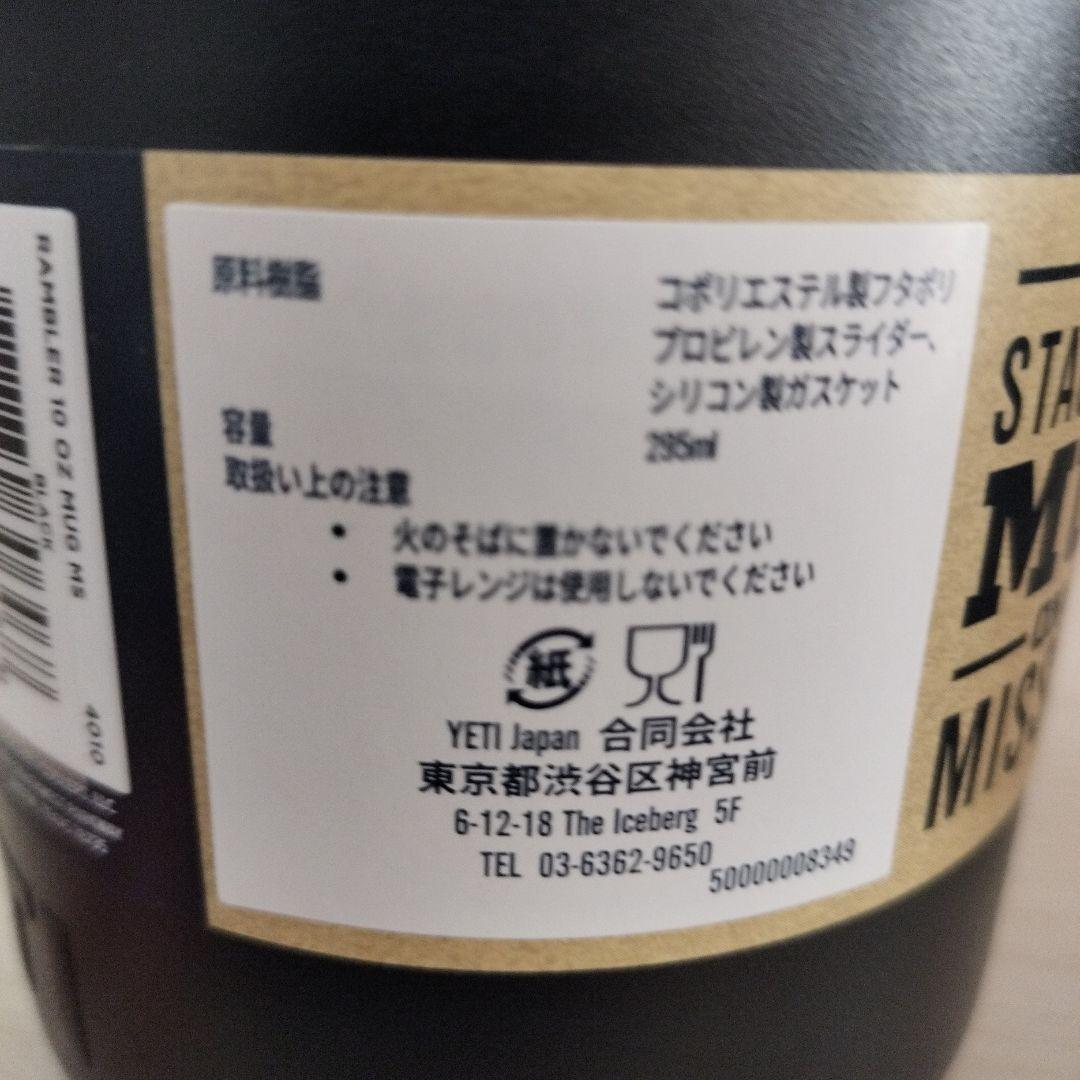 原料樹脂
コポリエステル製フタポリ
プロピレン製スライダー、
シリコン製ガスケット
容量
295ml
取扱い上の注意
• 火のそばに置かないでください
• 電子レンジは使用しないでください
紙
YETI Japan 合同会社
東京都渋谷区神宮前
6-12-18 The Iceberg 5F
TEL 03-6362-9650
50000008349
RAMBLER 10 OZ MUG MS
BLACK
4010